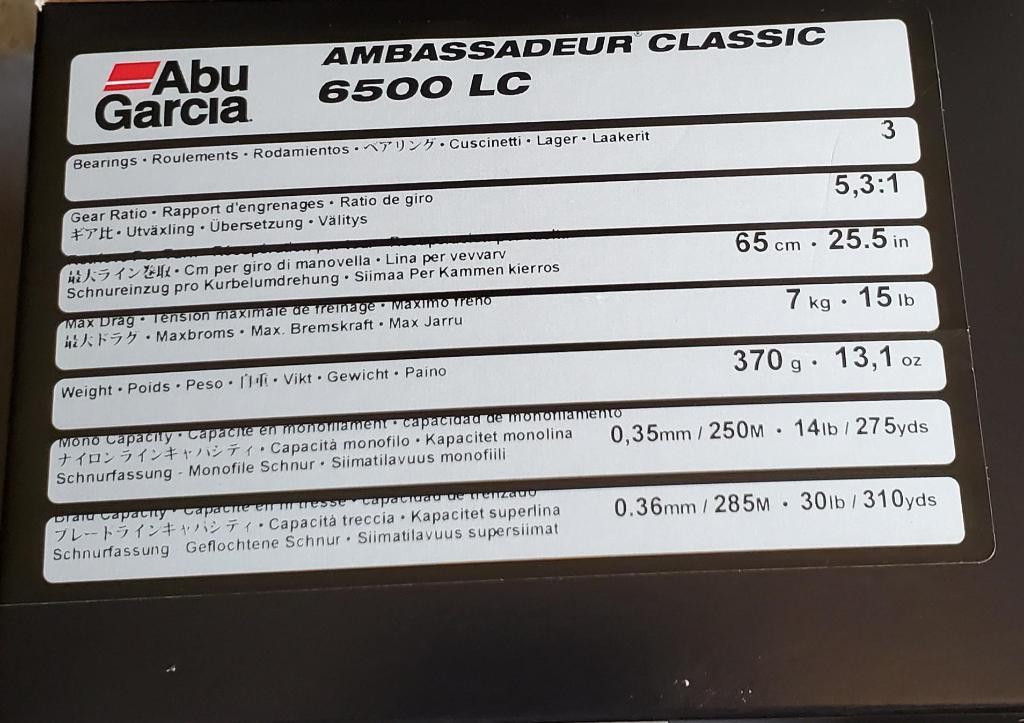 Abu
Garcia
AMBASSADEUR® CLASSIC
6500 LC
Bearings • Roulements • Rodamientos • ベアリング • Cuscinetti • Lager • Laakerit
3
Gear Ratio • Rapport d'engrenages • Ratio de giro
ギア比 • Utväxling • Übersetzung • Välitys
5,3:1
最大ライン巻取 • Cm per giro di manovella • Lina per vevvarv
Schnureinzug pro Kurbelumdrehung • Siimaa Per Kammen kierros
65 cm • 25.5 in
Max Drag • Tension maximale de freinage • Maximo freno
最大ドラグ • Maxbroms • Max. Bremskraft • Max Jarru
7 kg • 15 lb
Weight • Poids • Peso • 自重 • Vikt • Gewicht • Paino
370 g • 13,1 oz
Mono Capacity • Capacité en monofilament • capacidad de monofilamento
ナイロンラインキャパシティ • Capacità monofilo • Kapacitet monolina
Schnurfassung - Monofile Schnur • Siimatilavuus monofiili
0,35mm / 250M • 14lb / 275yds
Braid Capacity • Capacité en tresse • capacidad de trenzado
ブレートラインキャパシティ • Capacità treccia • Kapacitet superlina
Schnurfassung Geflochtene Schnur • Siimatilavuus supersiimat
0.36mm / 285M • 30lb / 310yds